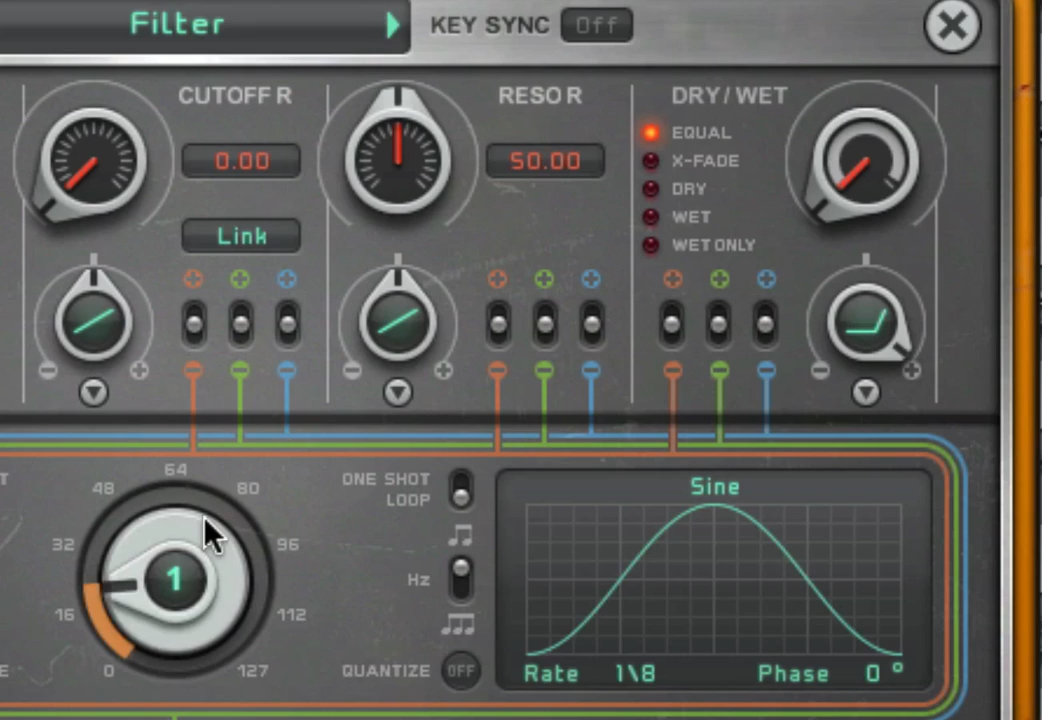 Filter
KEY SYNC Off
CUTOFF R
0.00
Link
RESO R
50.00
DRY/WET
EQUAL
X-FADE
DRY
WET
WET ONLY
64
48
80
32
96
16
112
0
127
1
ONE SHOT
LOOP
Hz
QUANTIZE OFF
Sine
Rate 1\8 Phase 0 °